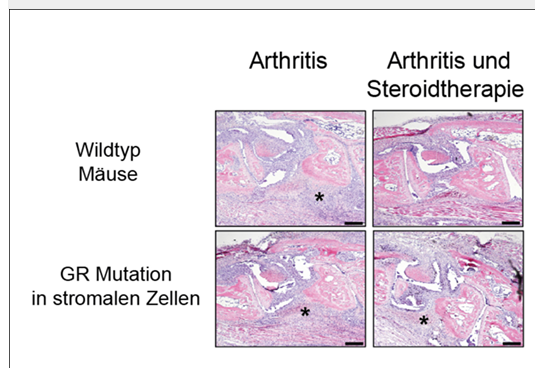 Arthritis
Arthritis und
Steroidtherapie
Wildtyp
Mäuse
*
GR Mutation
in stromalen Zellen
*
*